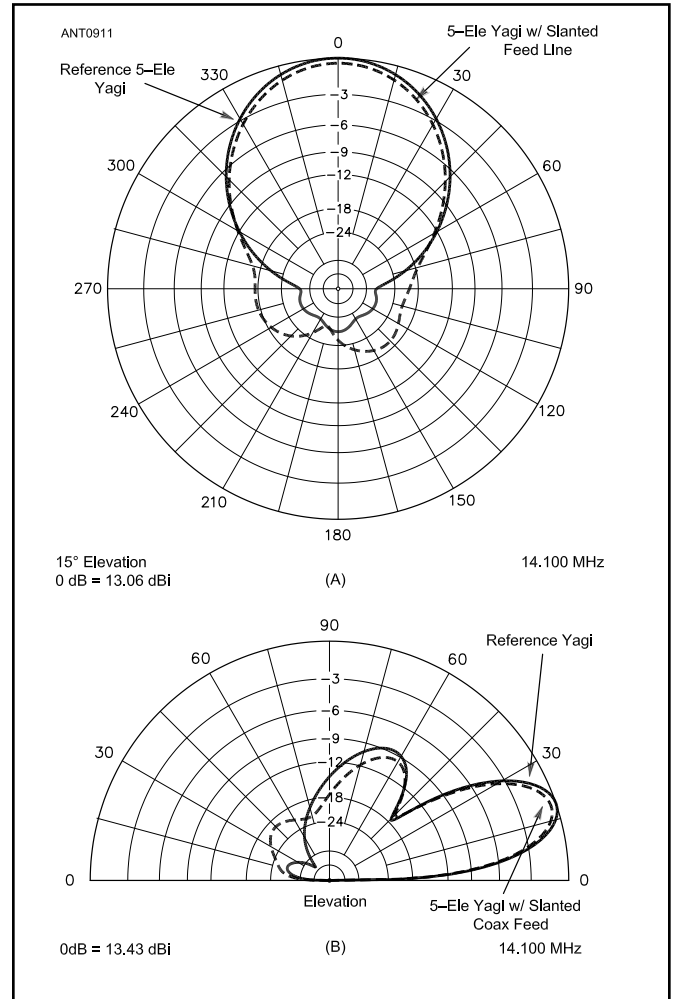 ANT0911
5–Ele Yagi w/ Slanted
Feed LIne
Reference 5–Ele
Yagi
0
330
30
300
60
270
90
240
120
210
150
180
–3
–6
–9
–12
–18
–24
15° Elevation
0 dB = 13.06 dBi
(A)
14.100 MHz
90
60
60
Reference Yagi
30
30
–3
–6
–9
–12
–18
–24
0
0
Elevation
5–Ele YagI w/ Slanted
Coax Feed
0dB = 13.43 dBi
(B)
14.100 MHz